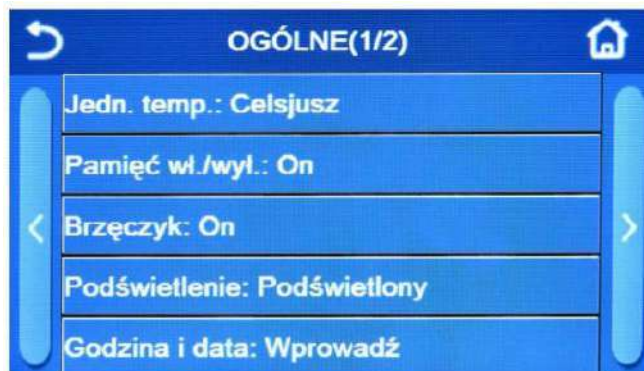 OGÓLNE(1/2)
Jedn. temp.: Celsjusz
Pamięć wł./wył.: On
Brzęczyk: On
Podświetlenie: Podświetlony
Godzina i data: Wprowadź